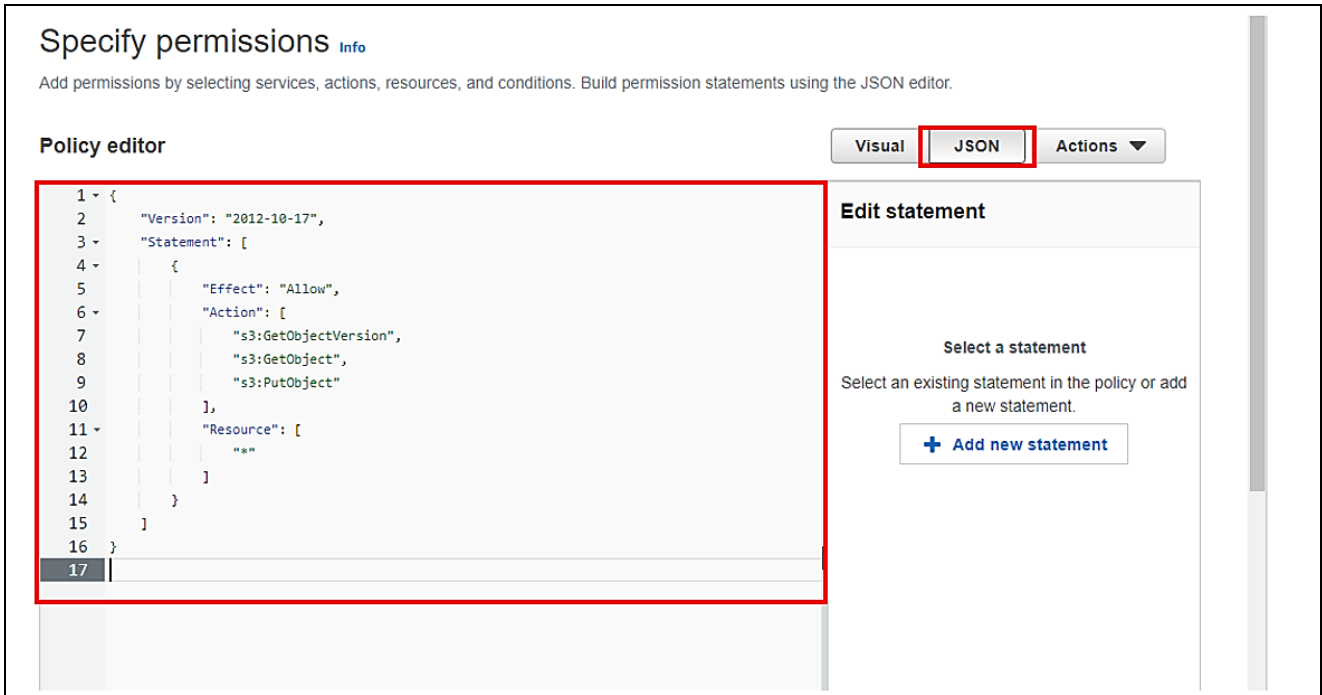 Specify permissions Info
Add permissions by selecting services, actions, resources, and conditions. Build permission statements using the JSON editor.
Policy editor
Visual JSON Actions
1 {
2 "Version": "2012-10-17",
3 "Statement": [
4 {
5 "Effect": "Allow",
6 "Action": [
7 "s3:GetObjectVersion",
8 "s3:GetObject",
9 "s3:PutObject"
10 ],
11 "Resource": [
12 "*"
13 ]
14 }
15 ]
16 }
17
Edit statement
Select a statement
Select an existing statement in the policy or add
a new statement.
+ Add new statement